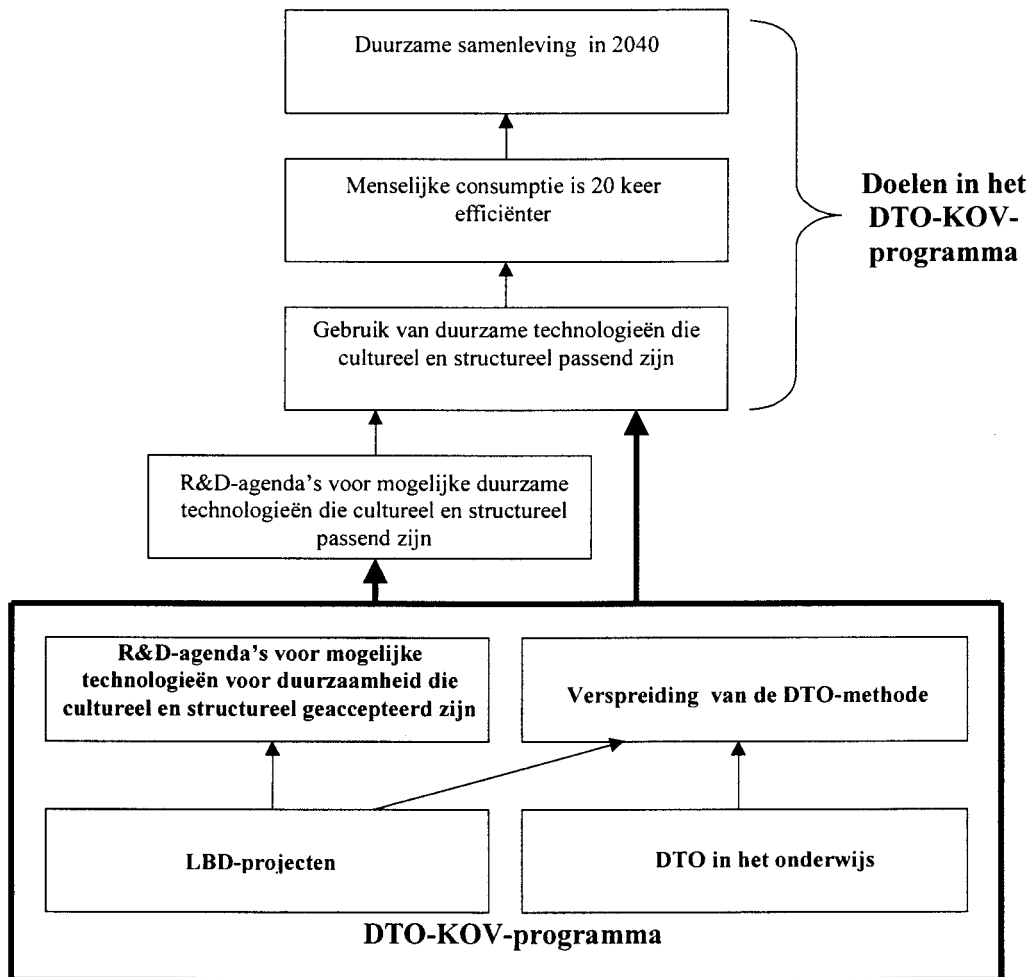 Duurzame samenleving in 2040
Menselijke consumptie is 20 keer
efficiënter
Doelen in het
DTO-KOV-
programma
Gebruik van duurzame technologieën die
cultureel en structureel passend zijn
R&D-agenda's voor mogelijke duurzame
technologieën die cultureel en structureel
passend zijn
R&D-agenda's voor mogelijke
technologieën voor duurzaamheid die
cultureel en structureel geaccepteerd zijn
Verspreiding van de DTO-methode
LBD-projecten
DTO in het onderwijs
DTO-KOV-programma